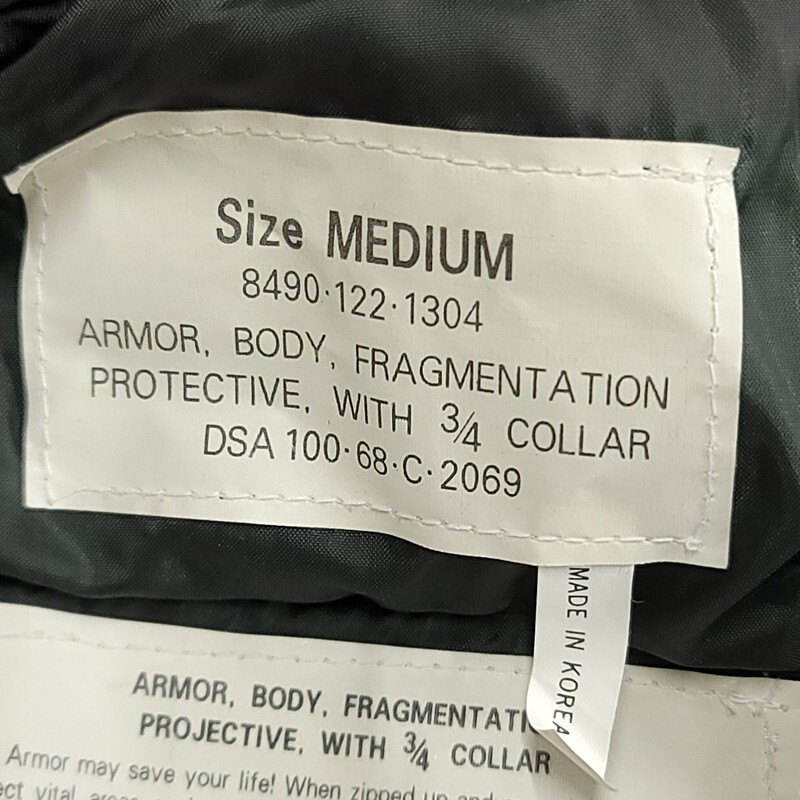 Size MEDIUM
8490·122·1304
ARMOR, BODY, FRAGMENTATION
PROTECTIVE, WITH 3/4 COLLAR
DSA 100·68·C·2069
MADE IN KOREA
ARMOR, BODY, FRAGMENTATI
PROJECTIVE, WITH 3/4 COLLAR
Armor may save your life! When zipped up and
vital